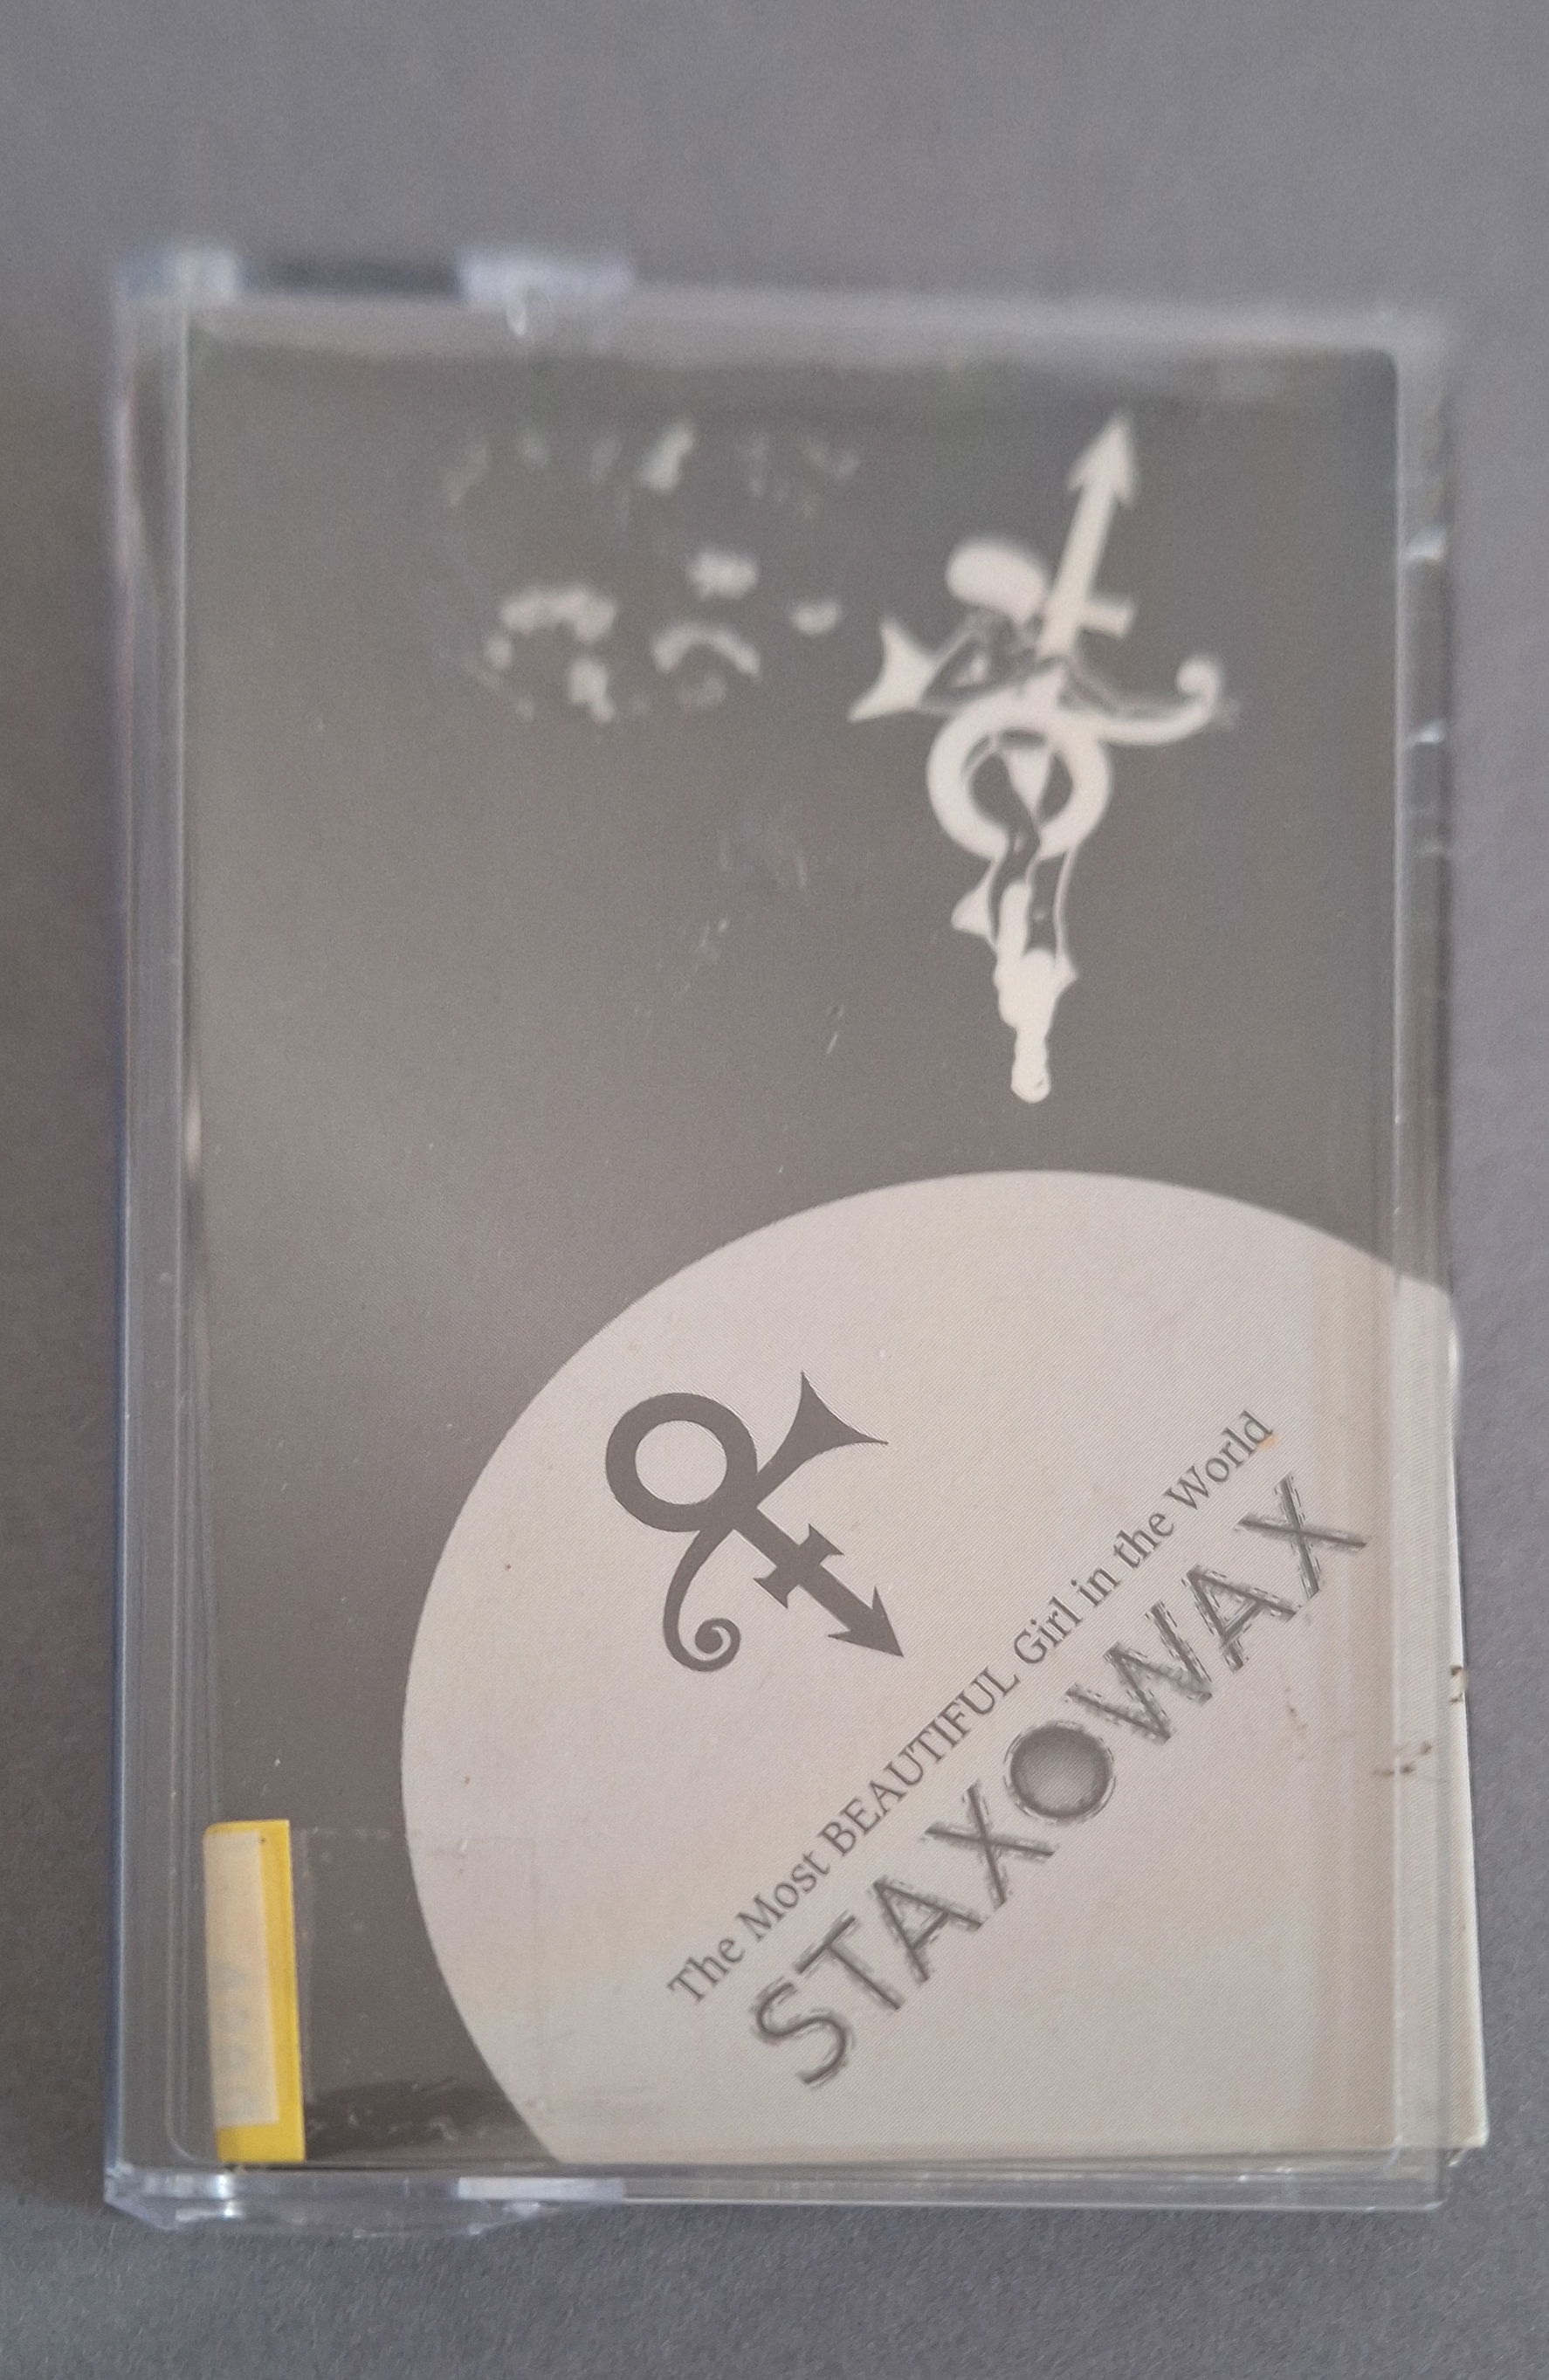 The Most BEAUTIFUL Girl in the World
STAXOWAX